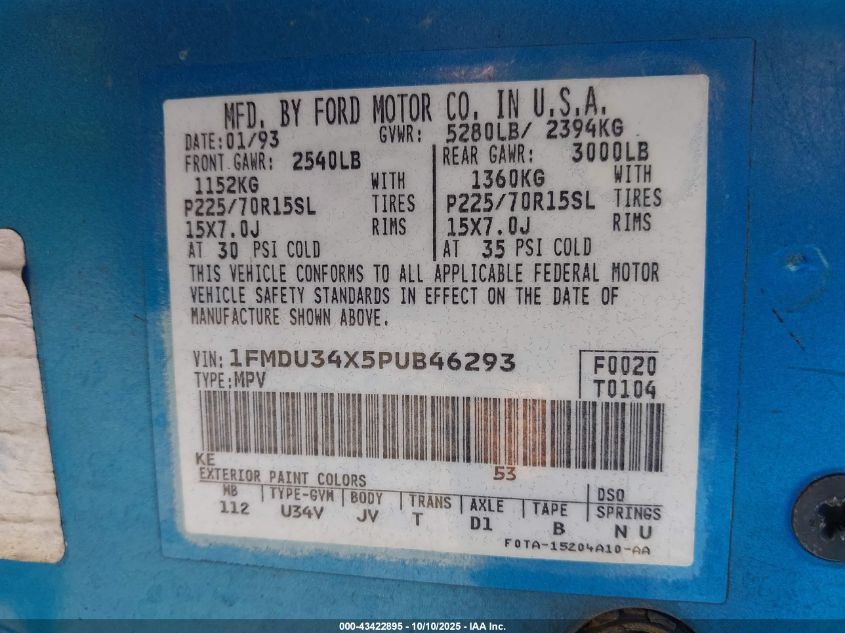 MFD. BY FORD MOTOR CO. IN U.S.A.
DATE: 01/93 GVWR: 5280LB/ 2394KG
FRONT GAWR: 2540LB REAR GAWR: 3000LB
1152KG WITH 1360KG WITH
P225/70R15SL TIRES P225/70R15SL TIRES
15X7.0J RIMS 15X7.0J RIMS
AT 30 PSI COLD AT 35 PSI COLD
THIS VEHICLE CONFORMS TO ALL APPLICABLE FEDERAL MOTOR
VEHICLE SAFETY STANDARDS IN EFFECT ON THE DATE OF
MANUFACTURE SHOWN ABOVE.
VIN: 1FMDU34X5PUB46293 F0020
TYPE: MPV T0104
KE 53
EXTERIOR PAINT COLORS DSO
WB TYPE-GVM BODY TRANS AXLE TAPE SPRINGS
112 U34V JV T D1 B N U
F0TA-15204A10-AA
000-43422895 - 10/10/2025 - IAA Inc.